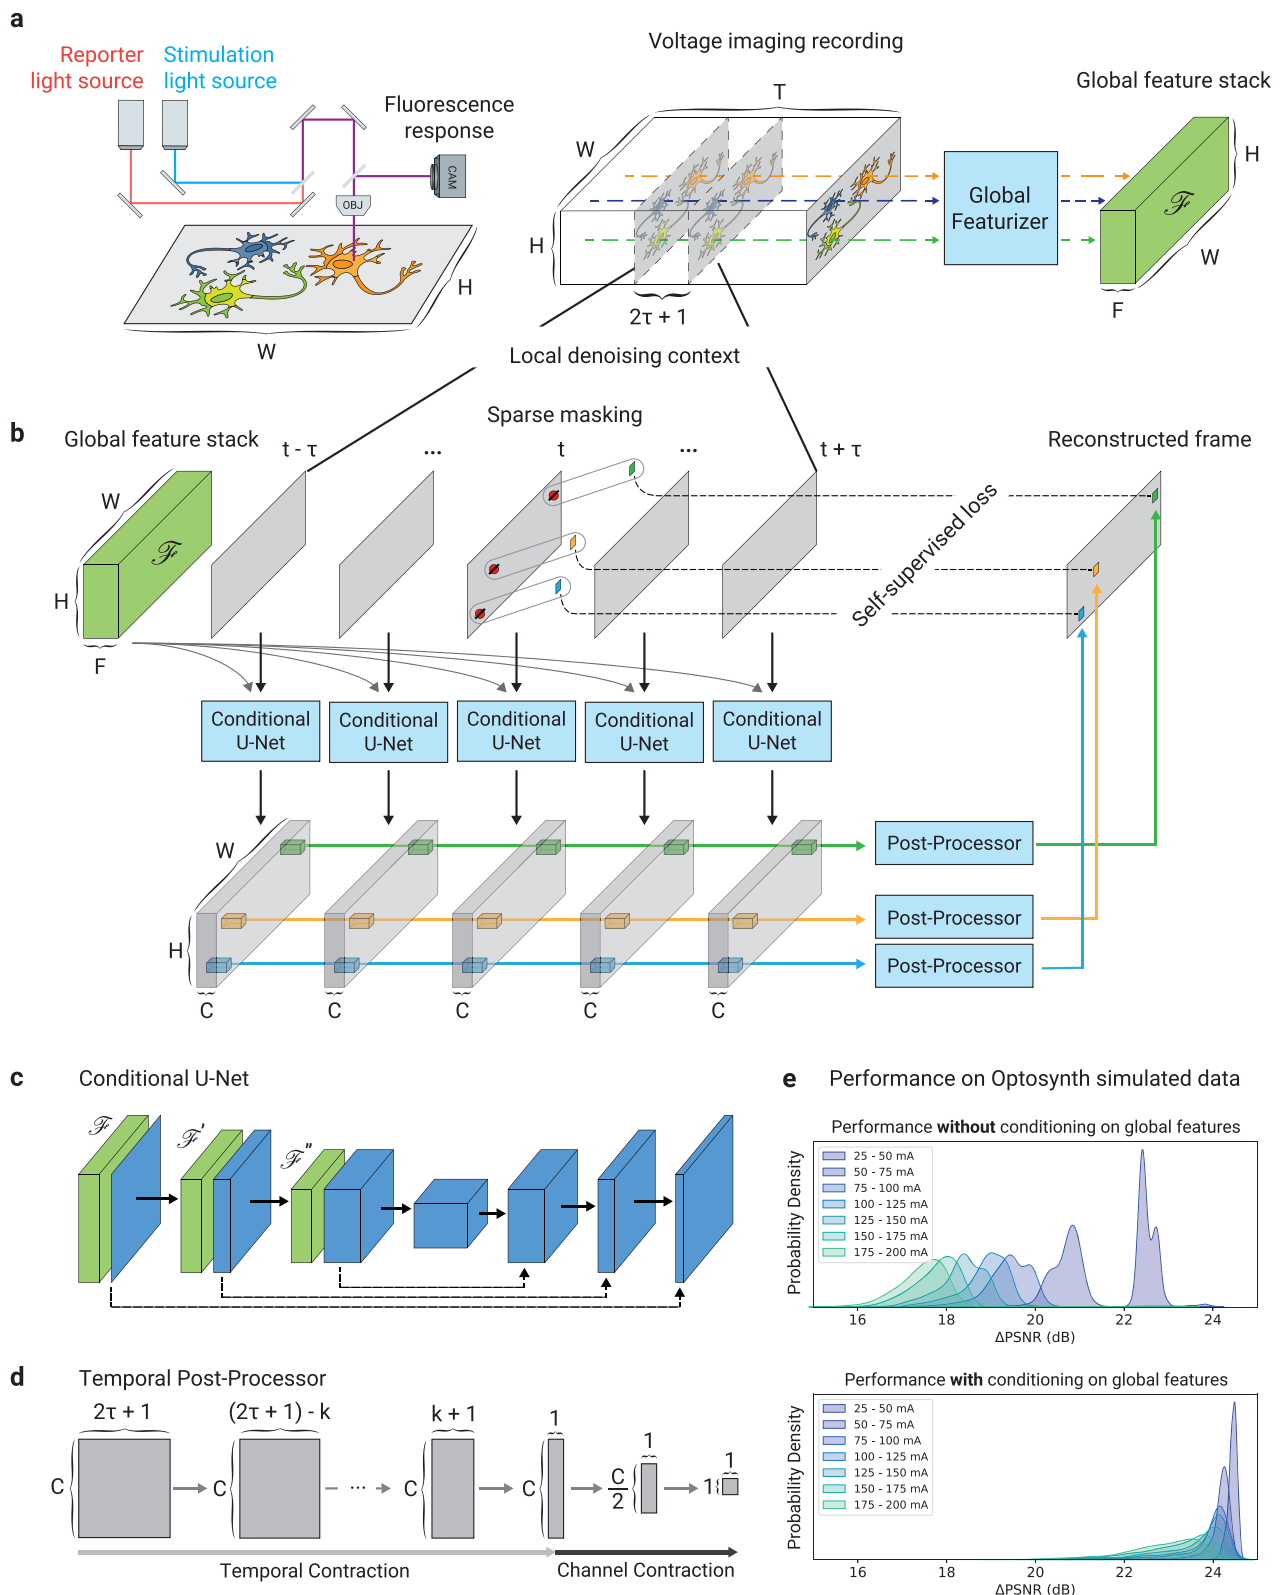 a
Reporter
light source
Stimulation
light source
Fluorescence
response
CAM
OBJ
H
W
Voltage imaging recording
T
W
H
2τ + 1
Global
Featurizer
Global feature stack
H
ℱ
W
F
Local denoising context
b
Global feature stack
Sparse masking
Reconstructed frame
t - τ
...
t
...
t + τ
W
ℱ
H
F
Self-supervised loss
Conditional
U-Net
Conditional
U-Net
Conditional
U-Net
Conditional
U-Net
Conditional
U-Net
W
H
C
C
C
C
C
Post-Processor
Post-Processor
Post-Processor
c
Conditional U-Net
ℱ
ℱ'
ℱ"
d
Temporal Post-Processor
2τ + 1
(2τ + 1) - k
k + 1
1
1
1
C
C
...
C
C
C
2
1
Temporal Contraction
Channel Contraction
e
Performance on Optosynth simulated data
Performance without conditioning on global features
Probability Density
25 - 50 mA
50 - 75 mA
75 - 100 mA
100 - 125 mA
125 - 150 mA
150 - 175 mA
175 - 200 mA
16 18 20 22 24
ΔPSNR (dB)
Performance with conditioning on global features
Probability Density
25 - 50 mA
50 - 75 mA
75 - 100 mA
100 - 125 mA
125 - 150 mA
150 - 175 mA
175 - 200 mA
16 18 20 22 24
ΔPSNR (dB)